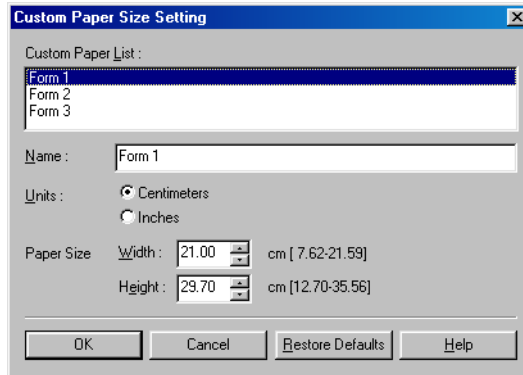 Custom Paper Size Setting
Custom Paper List :
Form 1
Form 2
Form 3
Name : Form 1
Units : Centimeters
Inches
Paper Size Width : 21.00 cm [ 7.62-21.59]
Height : 29.70 cm [12.70-35.56]
OK Cancel Restore Defaults Help